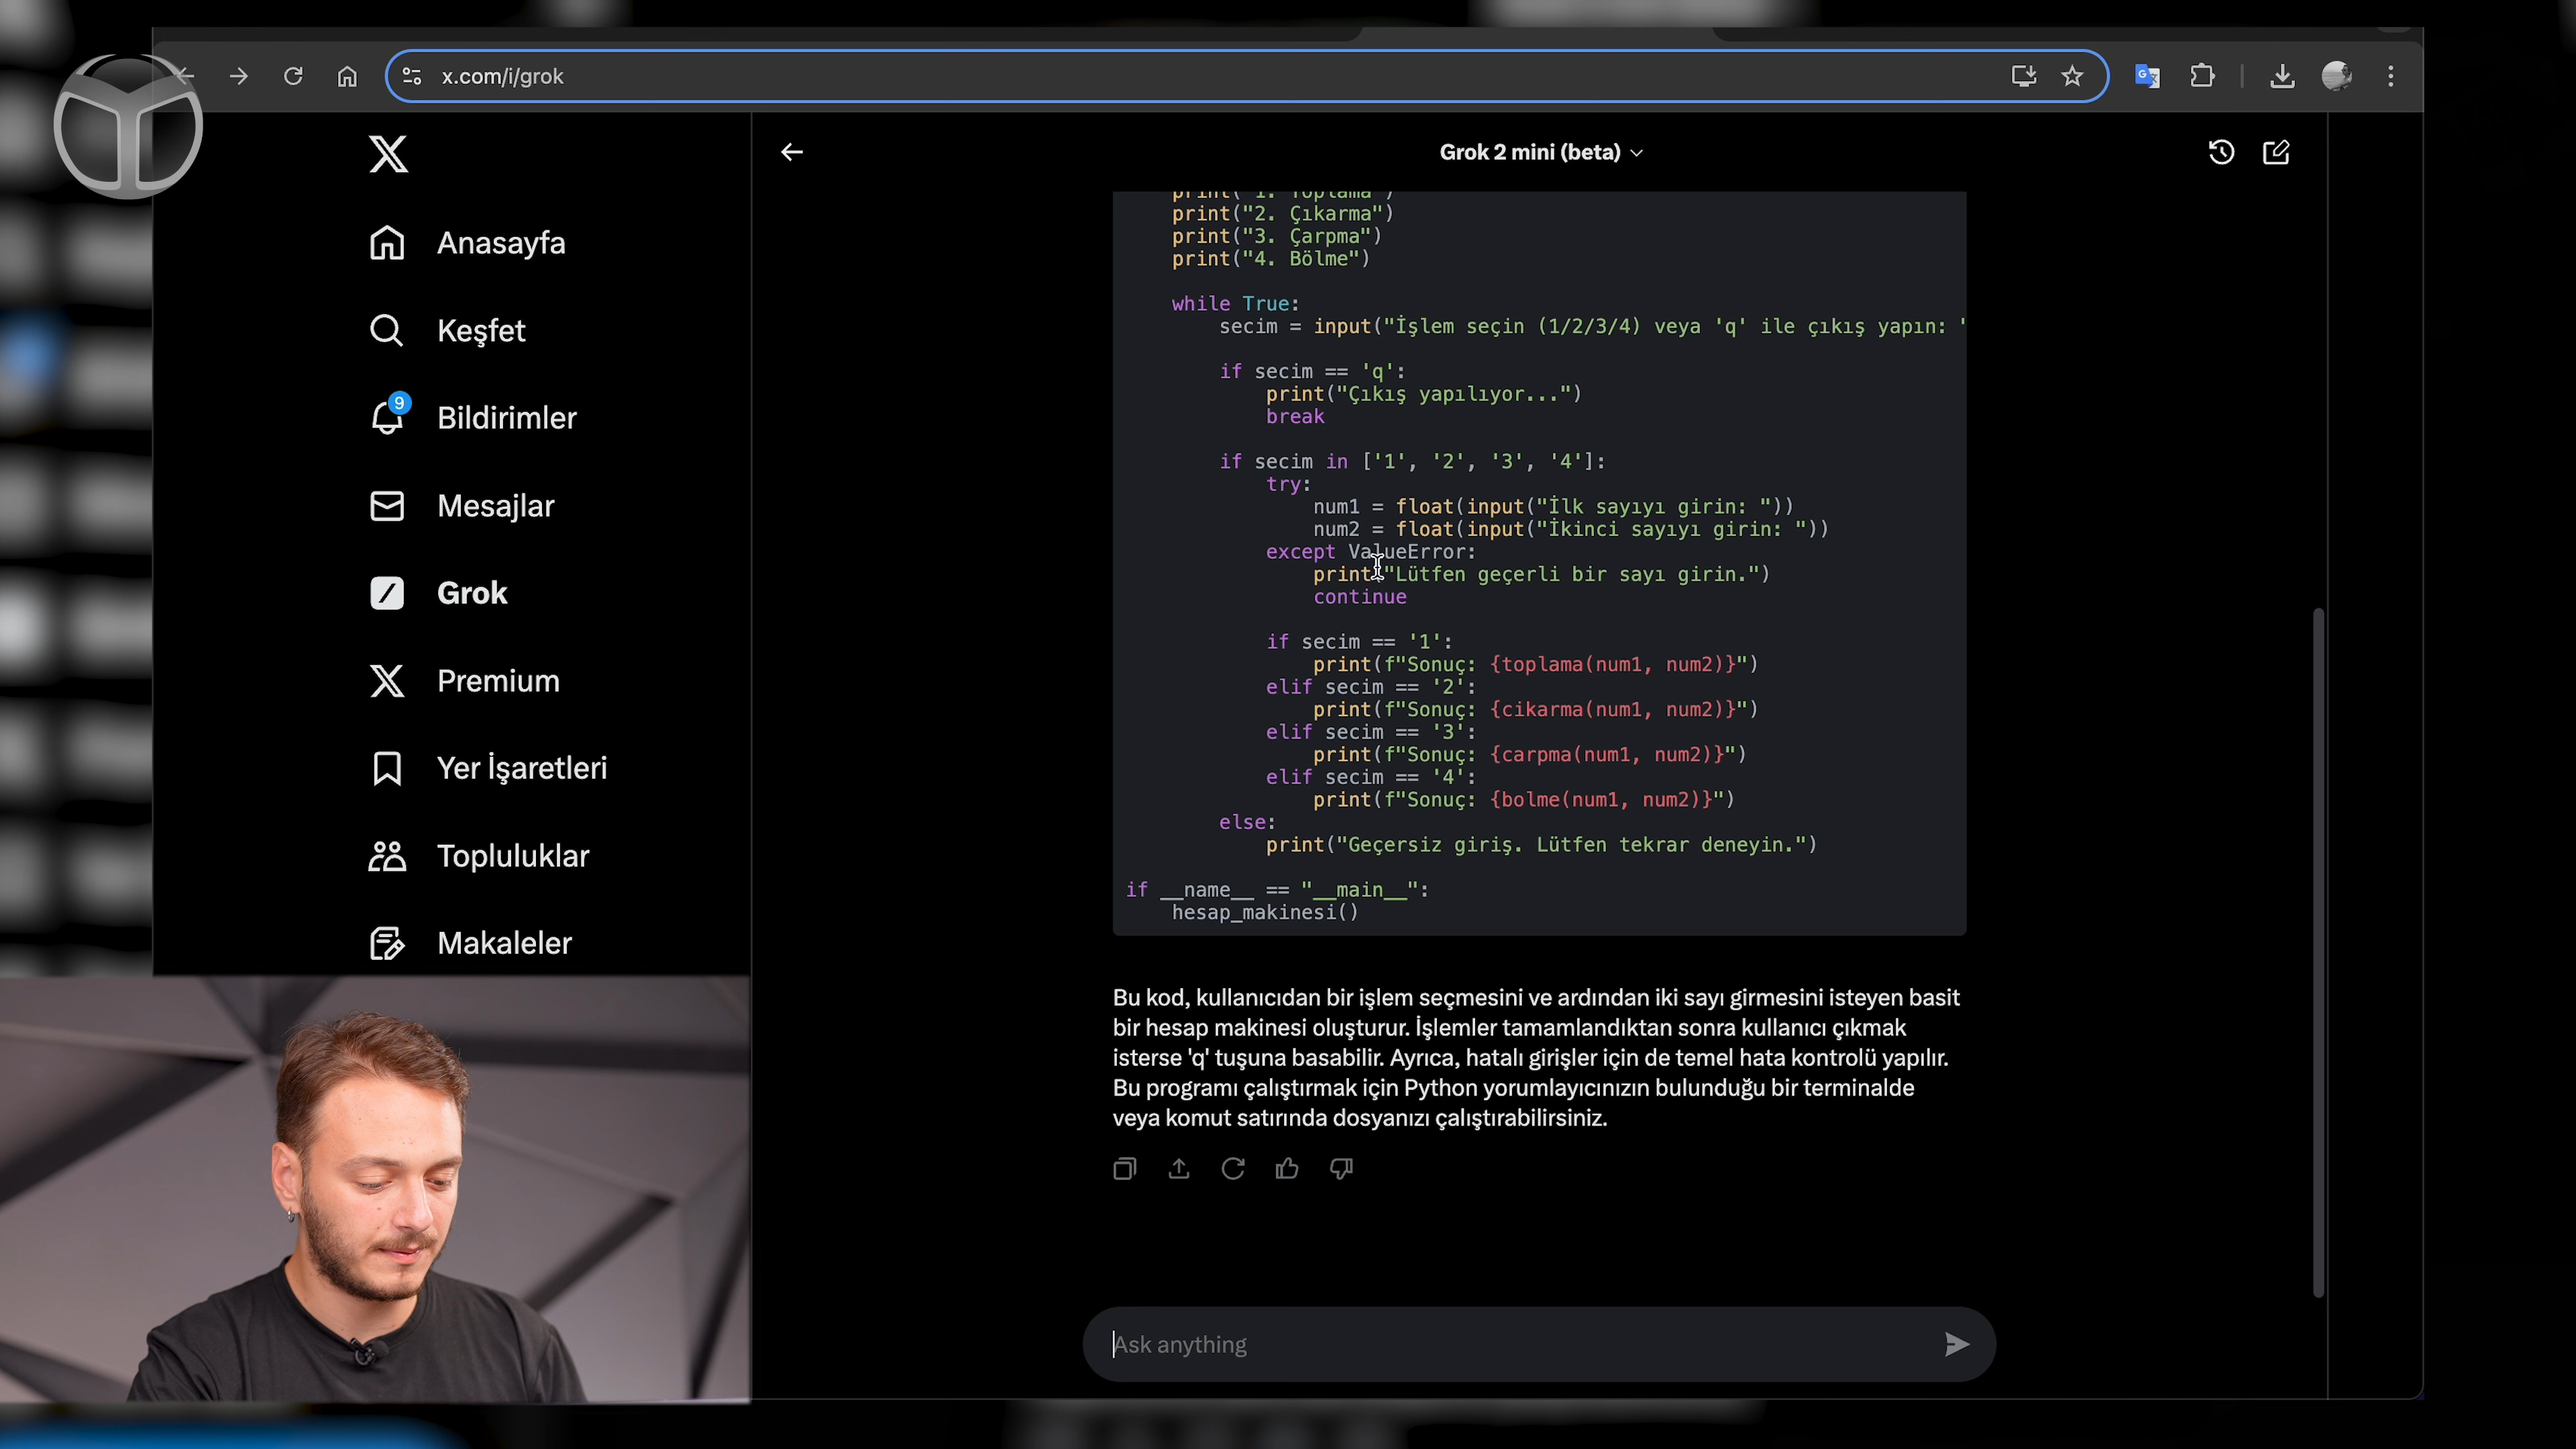 x.com/i/grok
Anasayfa
Keşfet
9
Bildirimler
Mesajlar
Grok
Premium
Yer İşaretleri
Topluluklar
Makaleler
Grok 2 mini (beta)
print("1. Toplama")
print("2. Çıkarma")
print("3. Çarpma")
print("4. Bölme")
while True:
secim = input("İşlem seçin (1/2/3/4) veya 'q' ile çıkış yapın: "
if secim == 'q':
print("Çıkış yapılıyor...")
break
if secim in ['1', '2', '3', '4']:
try:
num1 = float(input("İlk sayıyı girin: "))
num2 = float(input("İkinci sayıyı girin: "))
except ValueError:
print("Lütfen geçerli bir sayı girin.")
continue
if secim == '1':
print(f"Sonuç: {toplama(num1, num2)}")
elif secim == '2':
print(f"Sonuç: {cikarma(num1, num2)}")
elif secim == '3':
print(f"Sonuç: {carpma(num1, num2)}")
elif secim == '4':
print(f"Sonuç: {bolme(num1, num2)}")
else:
print("Geçersiz giriş. Lütfen tekrar deneyin.")
if __name__ == "__main__":
hesap_makinesi()
Bu kod, kullanıcıdan bir işlem seçmesini ve ardından iki sayı girmesini isteyen basit
bir hesap makinesi oluşturur. İşlemler tamamlandıktan sonra kullanıcı çıkmak
isterse 'q' tuşuna basabilir. Ayrıca, hatalı girişler için de temel hata kontrolü yapılır.
Bu programı çalıştırmak için Python yorumlayıcınızın bulunduğu bir terminalde
veya komut satırında dosyanızı çalıştırabilirsiniz.
Ask anything